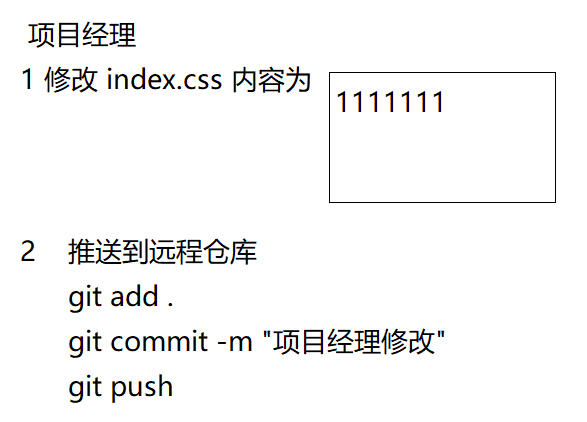 项目经理
1 修改 index.css 内容为
1111111
2 推送到远程仓库
git add .
git commit -m "项目经理修改"
git push